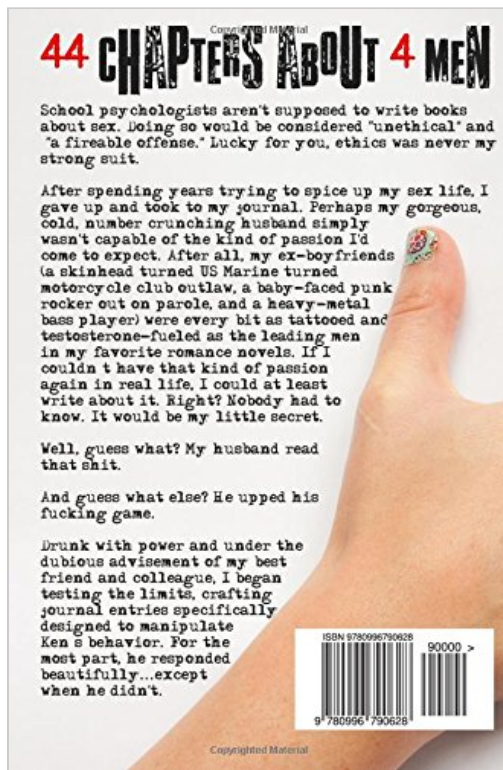 Copyrighted Material
44 CHAPTERS ABOUT 4 MEN
School psychologists aren't supposed to write books
about sex. Doing so would be considered "unethical" and
"a fireable offense." Lucky for you, ethics was never my
strong suit.
After spending years trying to spice up my sex life, I
gave up and took to my journal. Perhaps my gorgeous,
cold, number crunching husband simply
wasn't capable of the kind of passion I'd
come to expect. After all, my ex-boyfriends
(a skinhead turned US Marine turned
motorcycle club outlaw, a baby-faced punk
rocker out on parole, and a heavy-metal
bass player) were every bit as tattooed and
testosterone-fueled as the leading men
in my favorite romance novels. If I
couldn t have that kind of passion
again in real life, I could at least
write about it. Right? Nobody had to
know. It would be my little secret.
Well, guess what? My husband read
that shit.
And guess what else? He upped his
fucking game.
Drunk with power and under the
dubious advisement of my best
friend and colleague, I began
testing the limits, crafting
journal entries specifically
designed to manipulate
Ken s behavior. For the
most part, he responded
beautifully...except
when he didn't.
ISBN 9780996790628
90000 >
9 780996 790628
Copyrighted Material